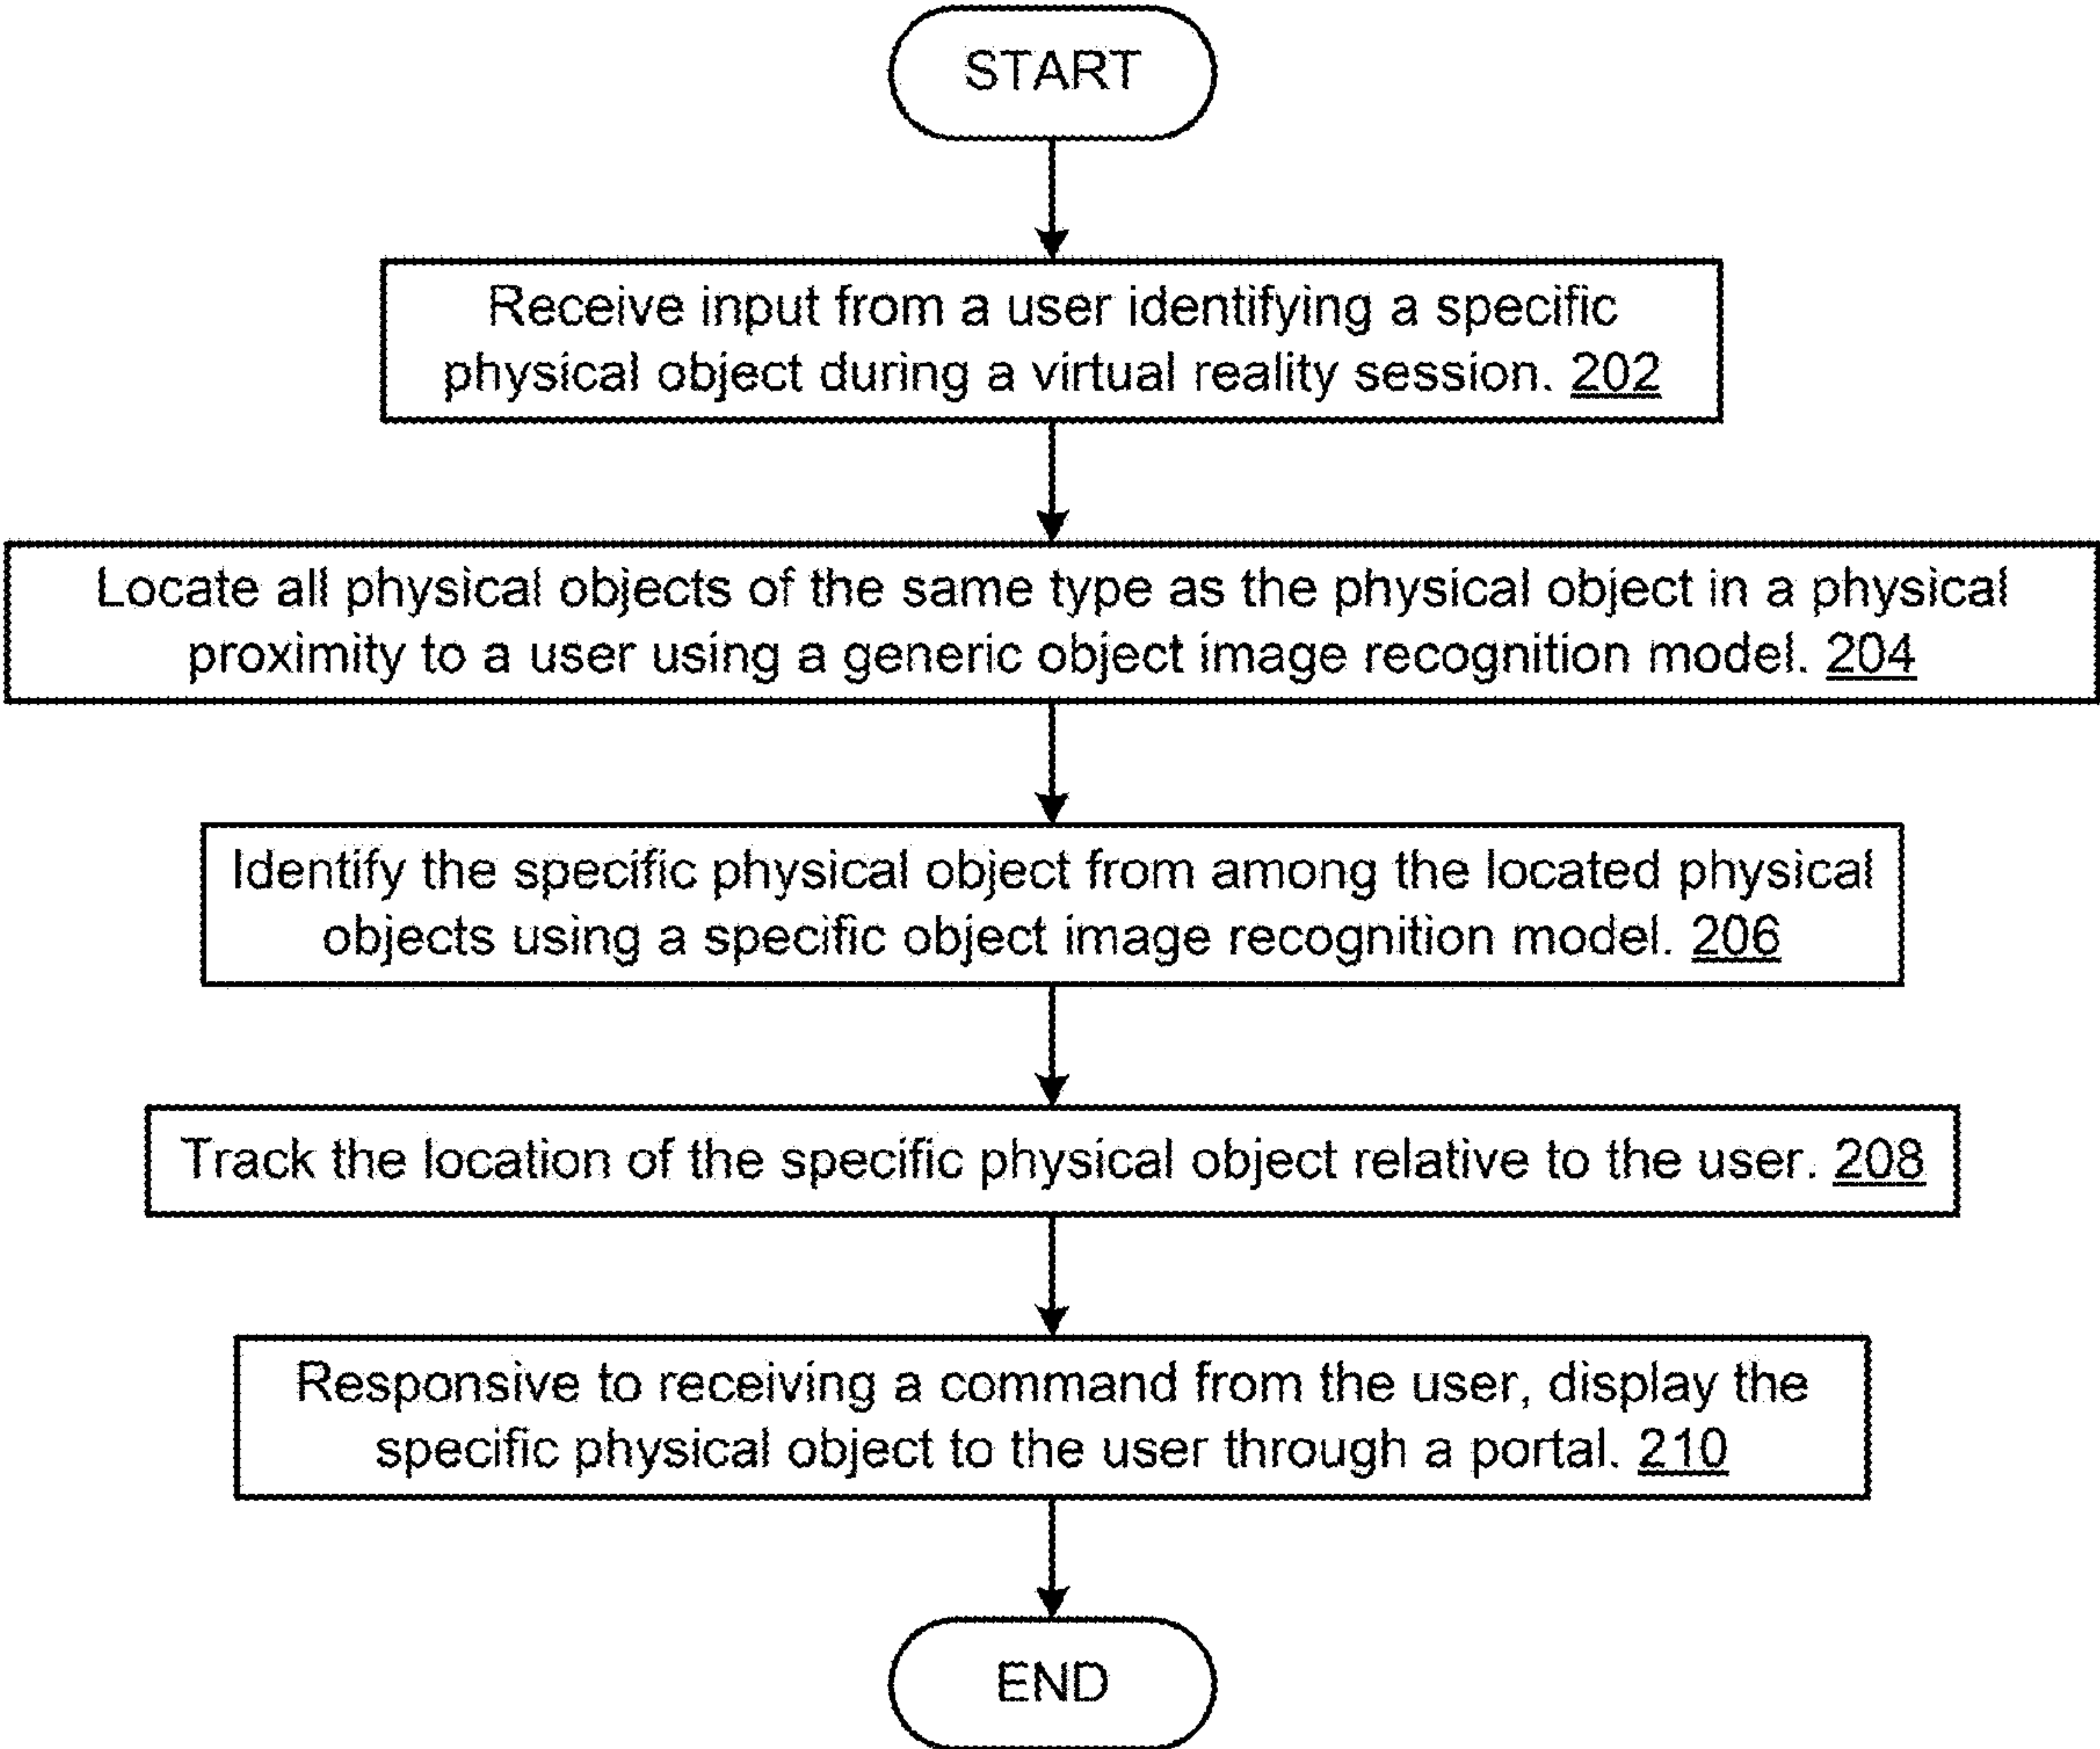 START
Receive input from a user identifying a specific
physical object during a virtual reality session. 202
Locate all physical objects of the same type as the physical object in a physical
proximity to a user using a generic object image recognition model. 204
Identify the specific physical object from among the located physical
objects using a specific object image recognition model. 206
Track the location of the specific physical object relative to the user. 208
Responsive to receiving a command from the user, display the
specific physical object to the user through a portal. 210
END